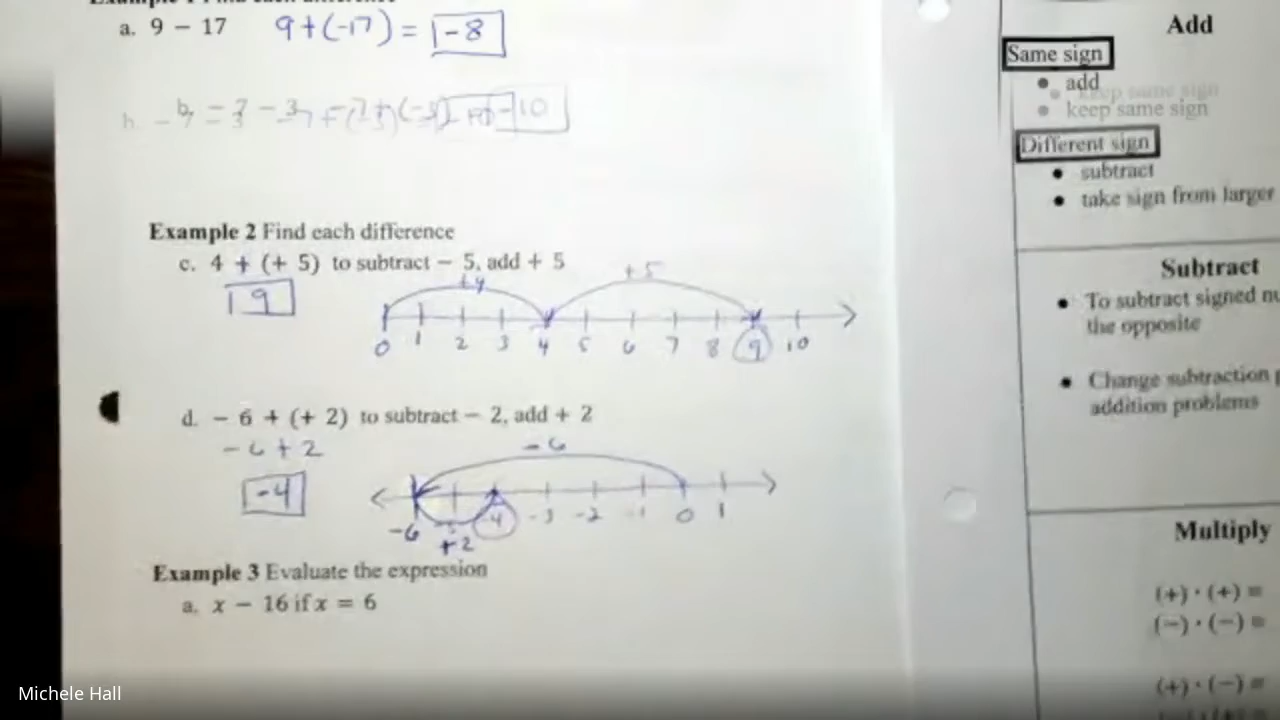 a. 9 − 17 9 + (-17) = -8
Example 2 Find each difference
c. 4 + (+ 5) to subtract − 5, add + 5
9
+4 +5
0 1 2 3 4 5 6 7 8 9 10
d. − 6 + (+ 2) to subtract − 2, add + 2
-6 + 2
-4
-6
-6 -4 -3 -2 -1 0 1
+2
Example 3 Evaluate the expression
a. x − 16 if x = 6
Add
Same sign
• add
• keep same sign
Different sign
• subtract
• take sign from larger
Subtract
• To subtract signed
the opposite
• Change subtraction
addition problems
Multiply
(+) · (+) =
(−) · (−) =
(+) · (−) =
Michele Hall